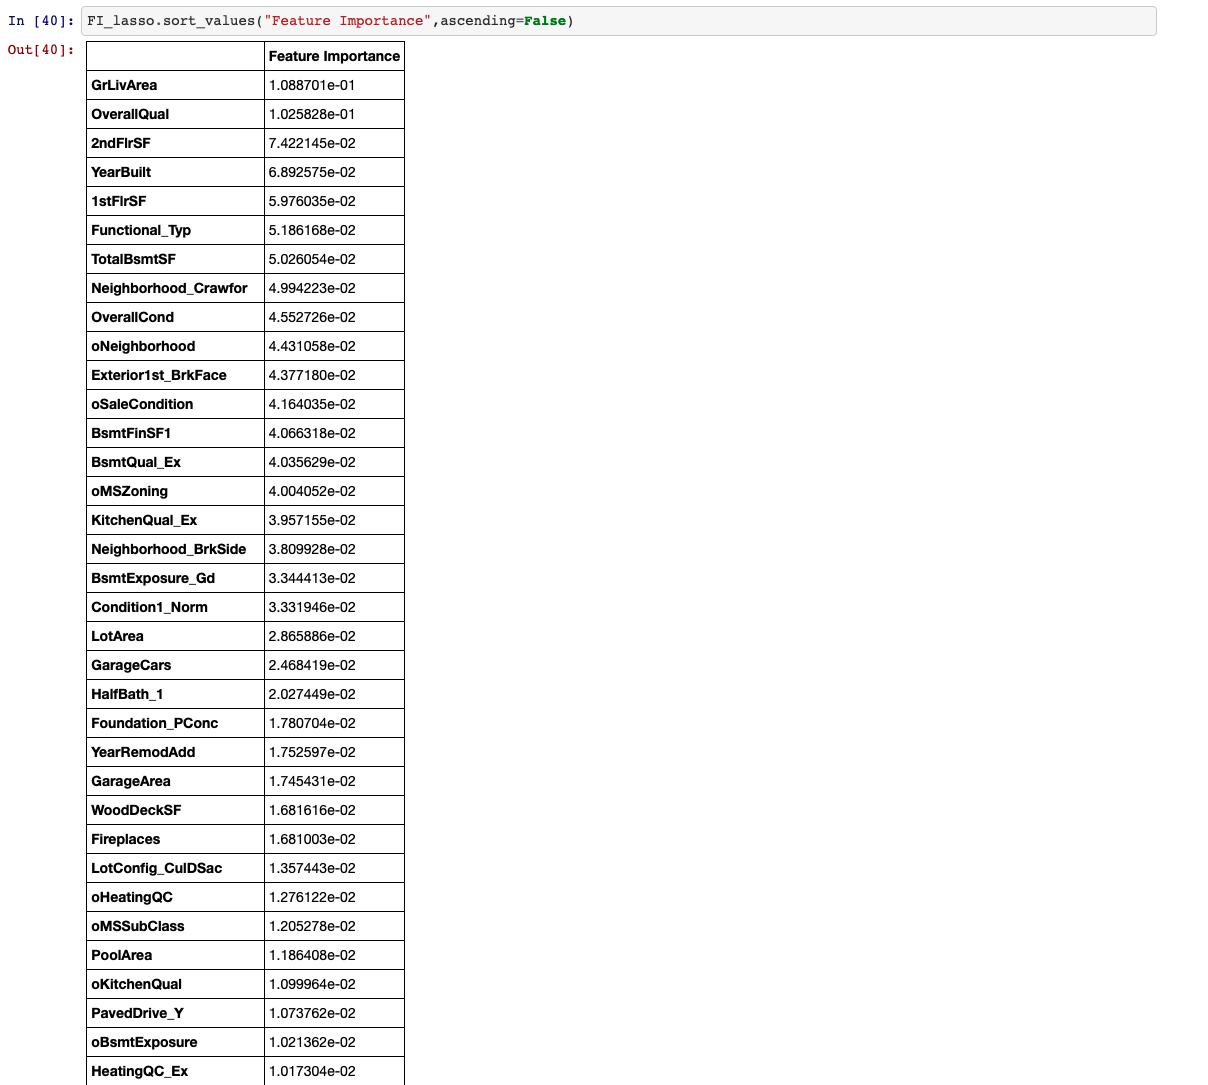 In [40]: FI_lasso.sort_values("Feature Importance",ascending=False)
Out[40]:
Feature Importance
GrLivArea 1.088701e-01
OverallQual 1.025828e-01
2ndFlrSF 7.422145e-02
YearBuilt 6.892575e-02
1stFlrSF 5.976035e-02
Functional_Typ 5.186168e-02
TotalBsmtSF 5.026054e-02
Neighborhood_Crawfor 4.994223e-02
OverallCond 4.552726e-02
oNeighborhood 4.431058e-02
Exterior1st_BrkFace 4.377180e-02
oSaleCondition 4.164035e-02
BsmtFinSF1 4.066318e-02
BsmtQual_Ex 4.035629e-02
oMSZoning 4.004052e-02
KitchenQual_Ex 3.957155e-02
Neighborhood_BrkSide 3.809928e-02
BsmtExposure_Gd 3.344413e-02
Condition1_Norm 3.331946e-02
LotArea 2.865886e-02
GarageCars 2.468419e-02
HalfBath_1 2.027449e-02
Foundation_PConc 1.780704e-02
YearRemodAdd 1.752597e-02
GarageArea 1.745431e-02
WoodDeckSF 1.681616e-02
Fireplaces 1.681003e-02
LotConfig_CulDSac 1.357443e-02
oHeatingQC 1.276122e-02
oMSSubClass 1.205278e-02
PoolArea 1.186408e-02
oKitchenQual 1.099964e-02
PavedDrive_Y 1.073762e-02
oBsmtExposure 1.021362e-02
HeatingQC_Ex 1.017304e-02